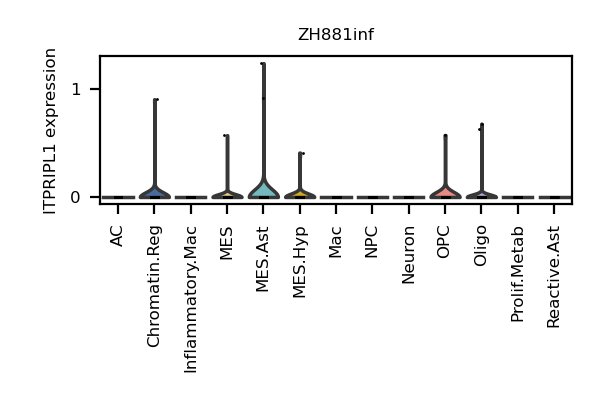 ZH881inf
ITPRIPL1 expression
1
0
AC
Chromatin.Reg
Inflammatory.Mac
MES
MES.Ast
MES.Hyp
Mac
NPC
Neuron
OPC
Oligo
Prolif.Metab
Reactive.Ast